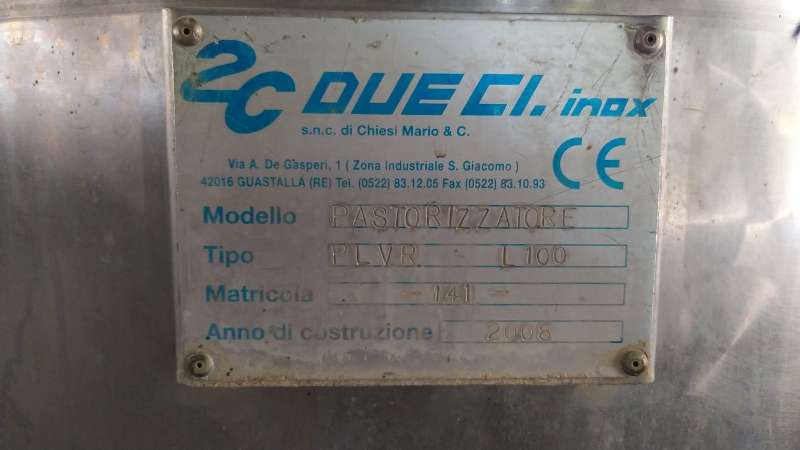 2C DUE CI. inox
s.n.c. di Chiesi Mario & C.
Via A. De Gasperi, 1 ( Zona Industriale S. Giacomo )
42016 GUASTALLA (RE) Tel. (0522) 83.12.05 Fax (0522) 83.10.93
CE
Modello PASTORIZZATORE
Tipo PLVR L100
Matricola - 141 -
Anno di costruzione 2008